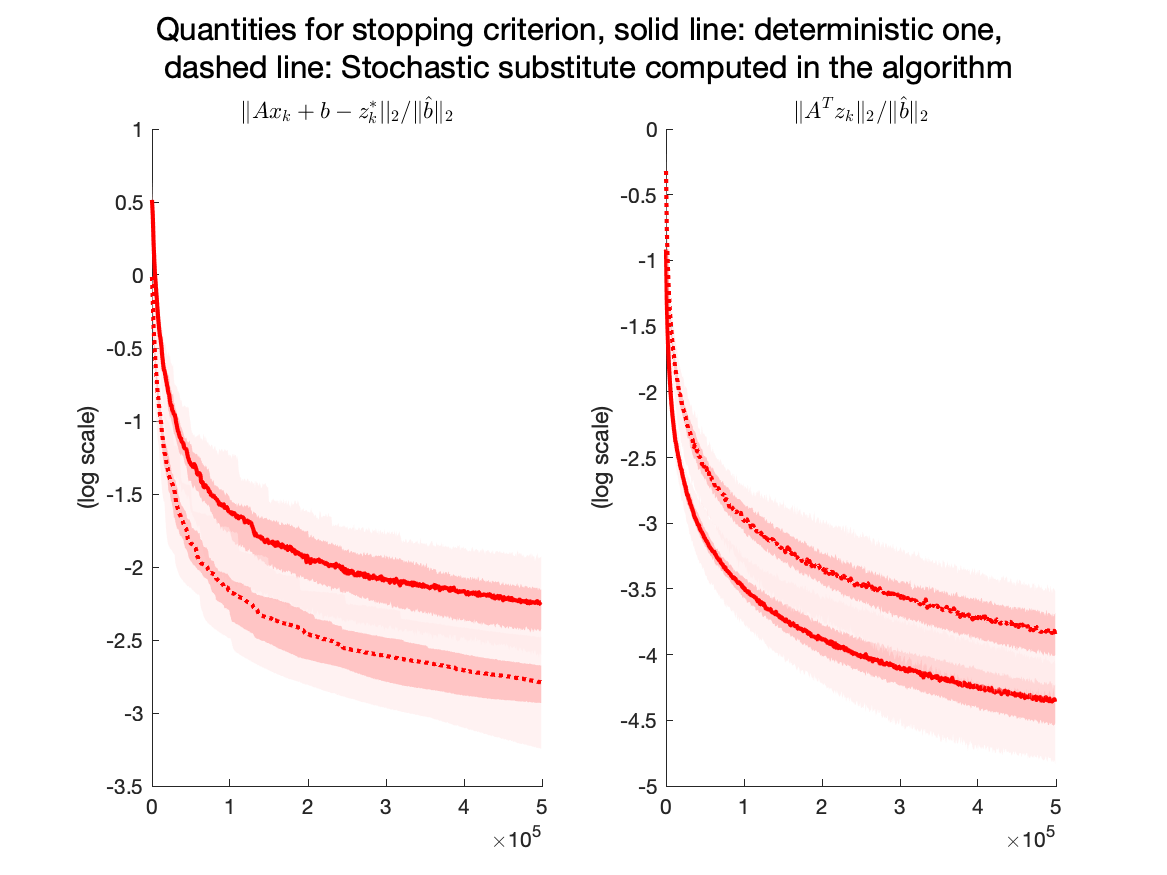 Quantities for stopping criterion, solid line: deterministic one,
dashed line: Stochastic substitute computed in the algorithm
‖Ax_k + b − z_k^*||_2/‖b̂‖_2
1
0.5
0
-0.5
-1
-1.5
-2
-2.5
-3
-3.5
(log scale)
0 1 2 3 4 5
×10^5
‖A^T z_k‖_2/‖b̂‖_2
0
-0.5
-1
-1.5
-2
-2.5
-3
-3.5
-4
-4.5
-5
(log scale)
0 1 2 3 4 5
×10^5